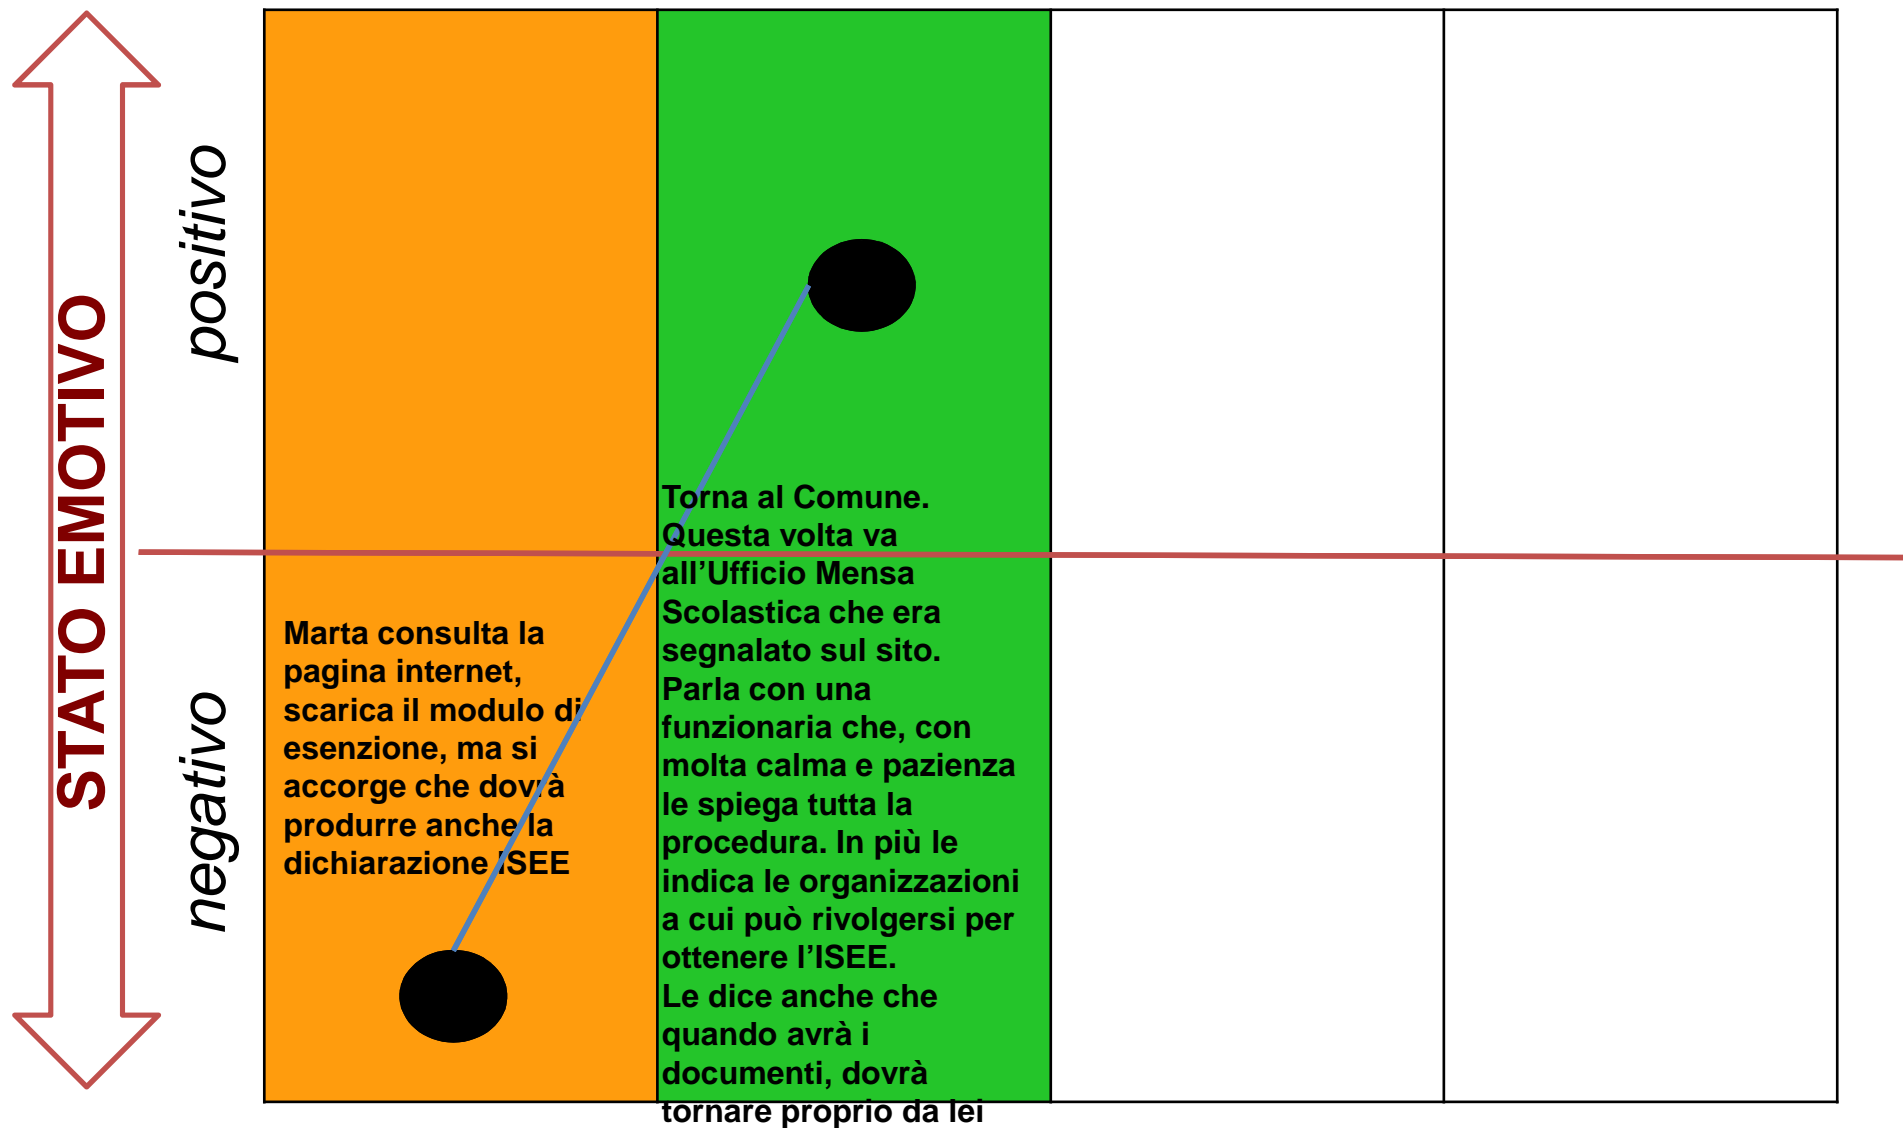 STATO EMOTIVO
positivo
negativo
Marta consulta la
pagina internet,
scarica il modulo di
esenzione, ma si
accorge che dovrà
produrre anche la
dichiarazione ISEE
Torna al Comune.
Questa volta va
all’Ufficio Mensa
Scolastica che era
segnalato sul sito.
Parla con una
funzionaria che, con
molta calma e pazienza
le spiega tutta la
procedura. In più le
indica le organizzazioni
a cui può rivolgersi per
ottenere l’ISEE.
Le dice anche che
quando avrà i
documenti, dovrà
tornare proprio da lei